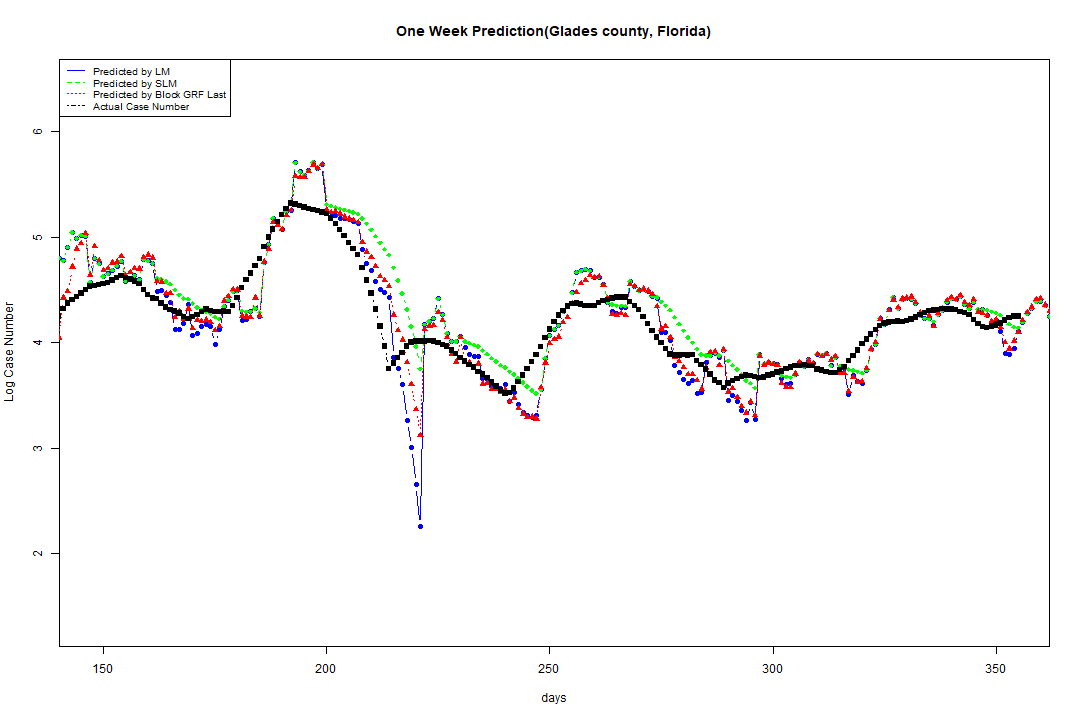 One Week Prediction(Glades county, Florida)
Predicted by LM
Predicted by SLM
Predicted by Block GRF Last
Actual Case Number
6
5
4
3
2
Log Case Number
150 200 250 300 350
days